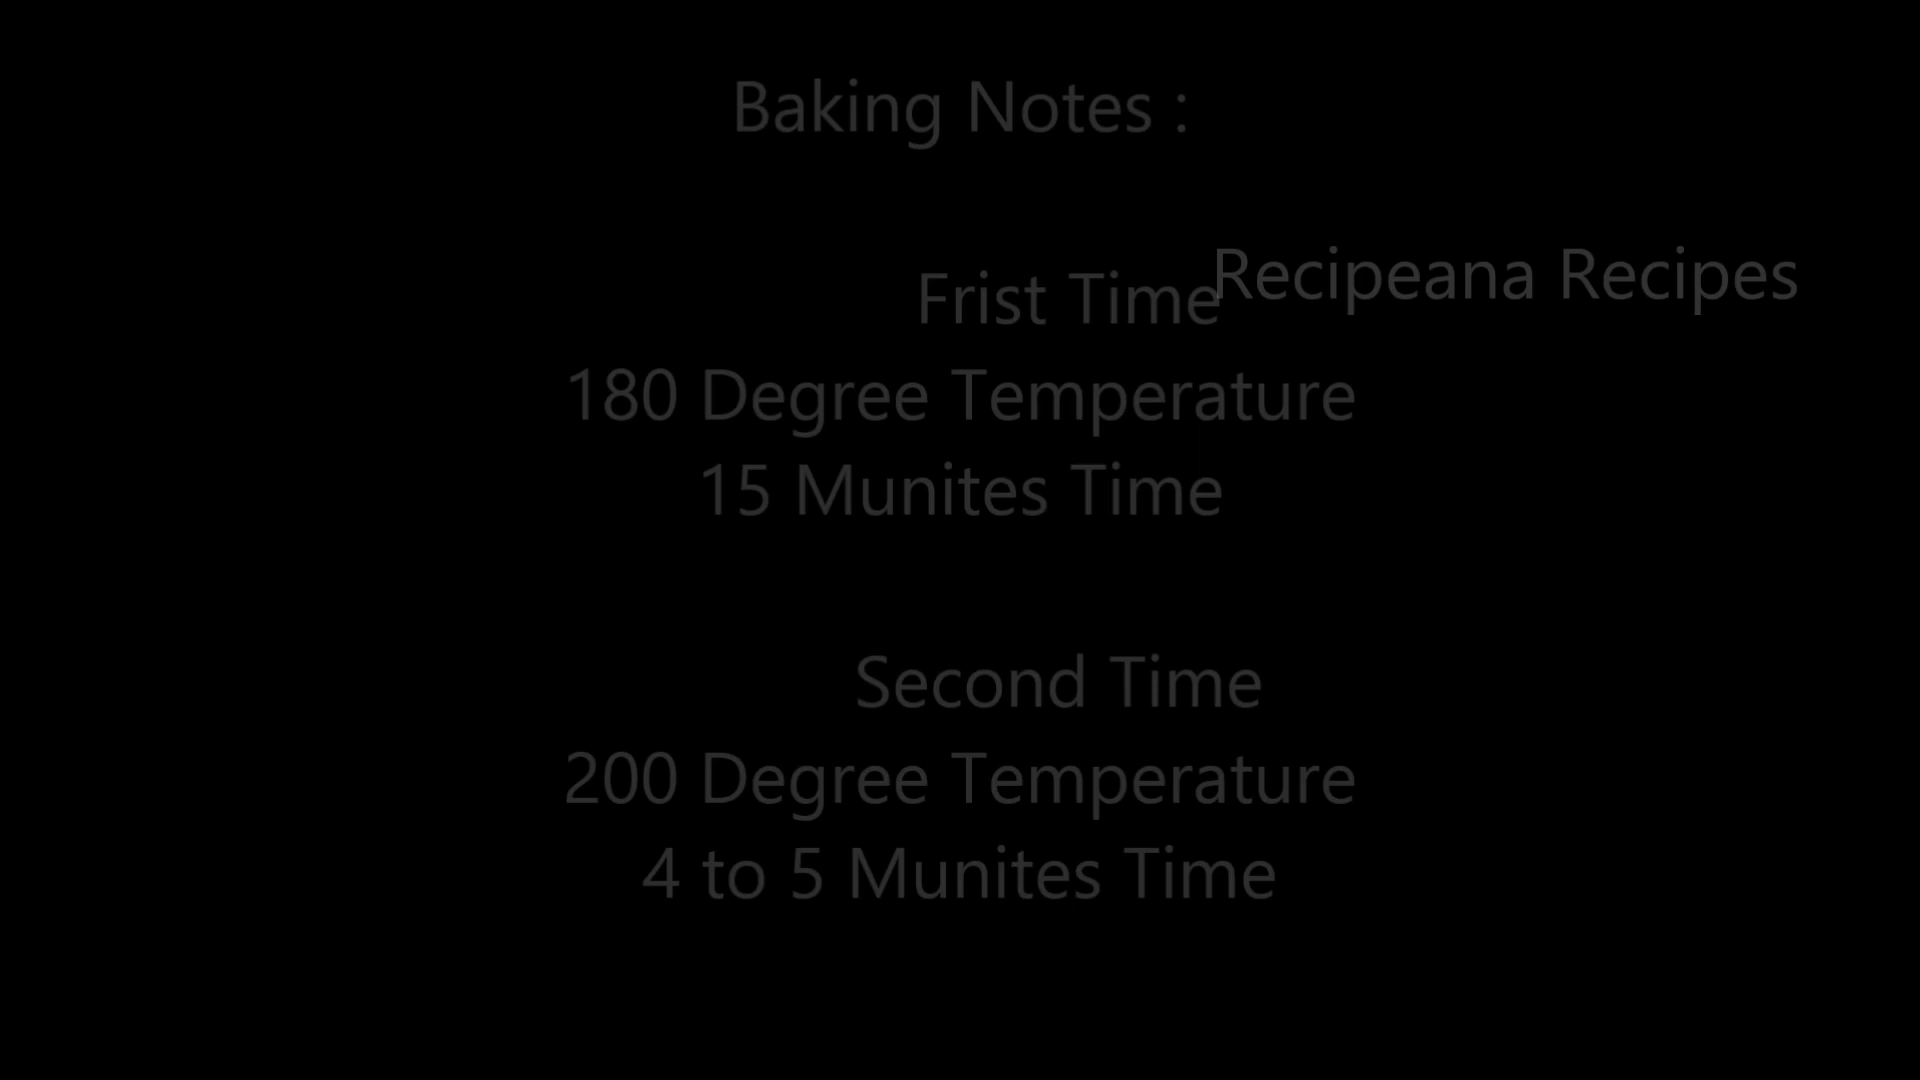 Baking Notes :
Recipeana Recipes
Frist Time
180 Degree Temperature
15 Munites Time
Second Time
200 Degree Temperature
4 to 5 Munites Time